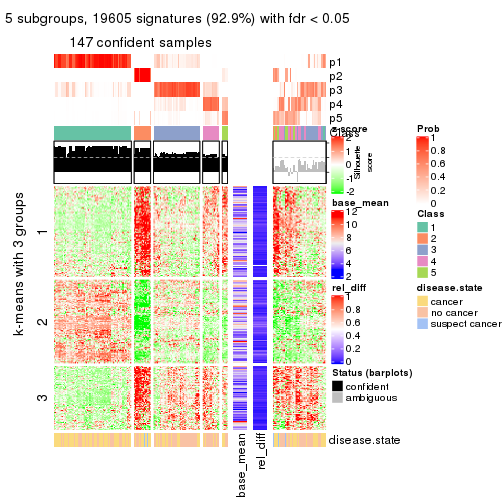 5 subgroups, 19605 signatures (92.9%) with fdr < 0.05
147 confident samples
p1
p2
p3
p4
p5
Class
Silhouette
score
k-means with 3 groups
1
2
3
base_mean
rel_diff
disease.state
z-score
2
1
0
-1
-2
base_mean
12
10
8
6
4
2
rel_diff
1
0.8
0.6
0.4
0.2
0
Status (barplots)
confident
ambiguous
Prob
1
0.8
0.6
0.4
0.2
0
Class
1
2
3
4
5
disease.state
cancer
no cancer
suspect cancer